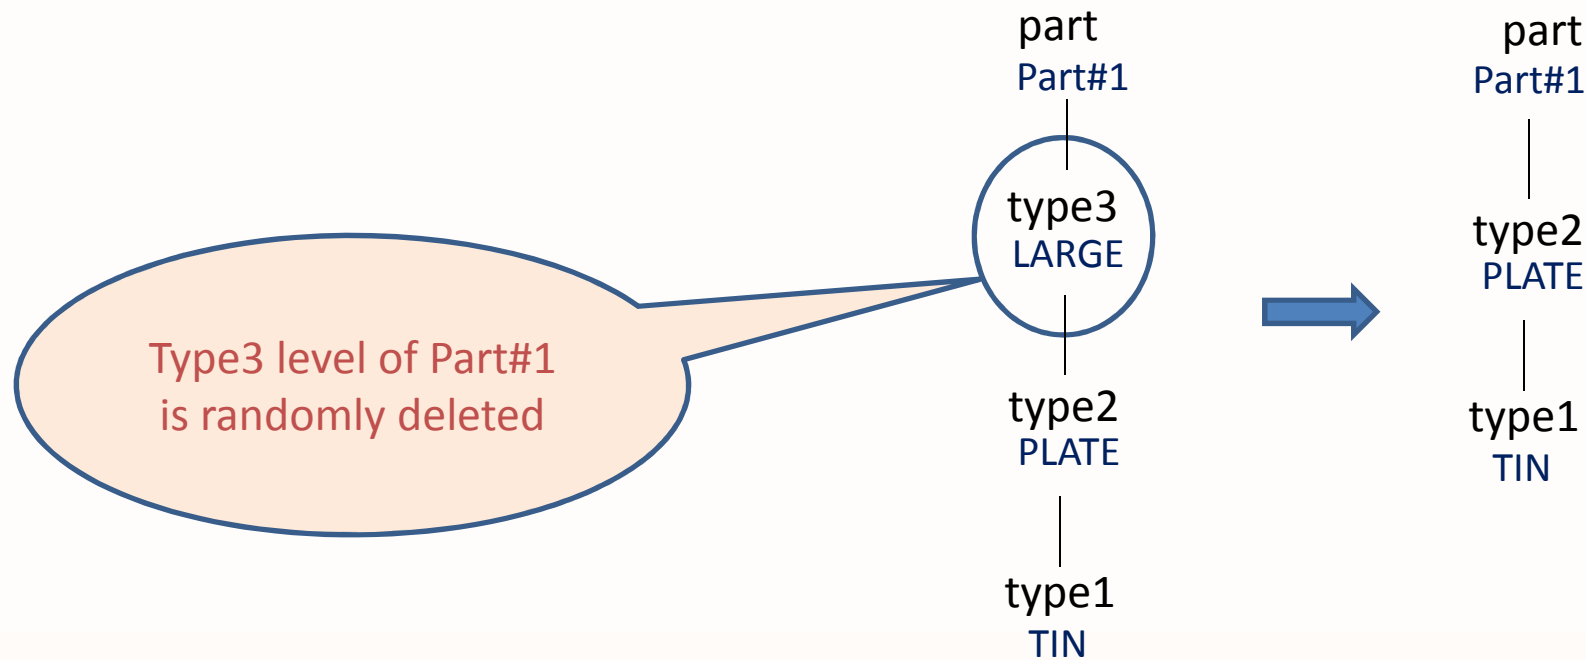 Type3 level of Part#1
is randomly deleted
part
Part#1
type3
LARGE
type2
PLATE
type1
TIN
part
Part#1
type2
PLATE
type1
TIN